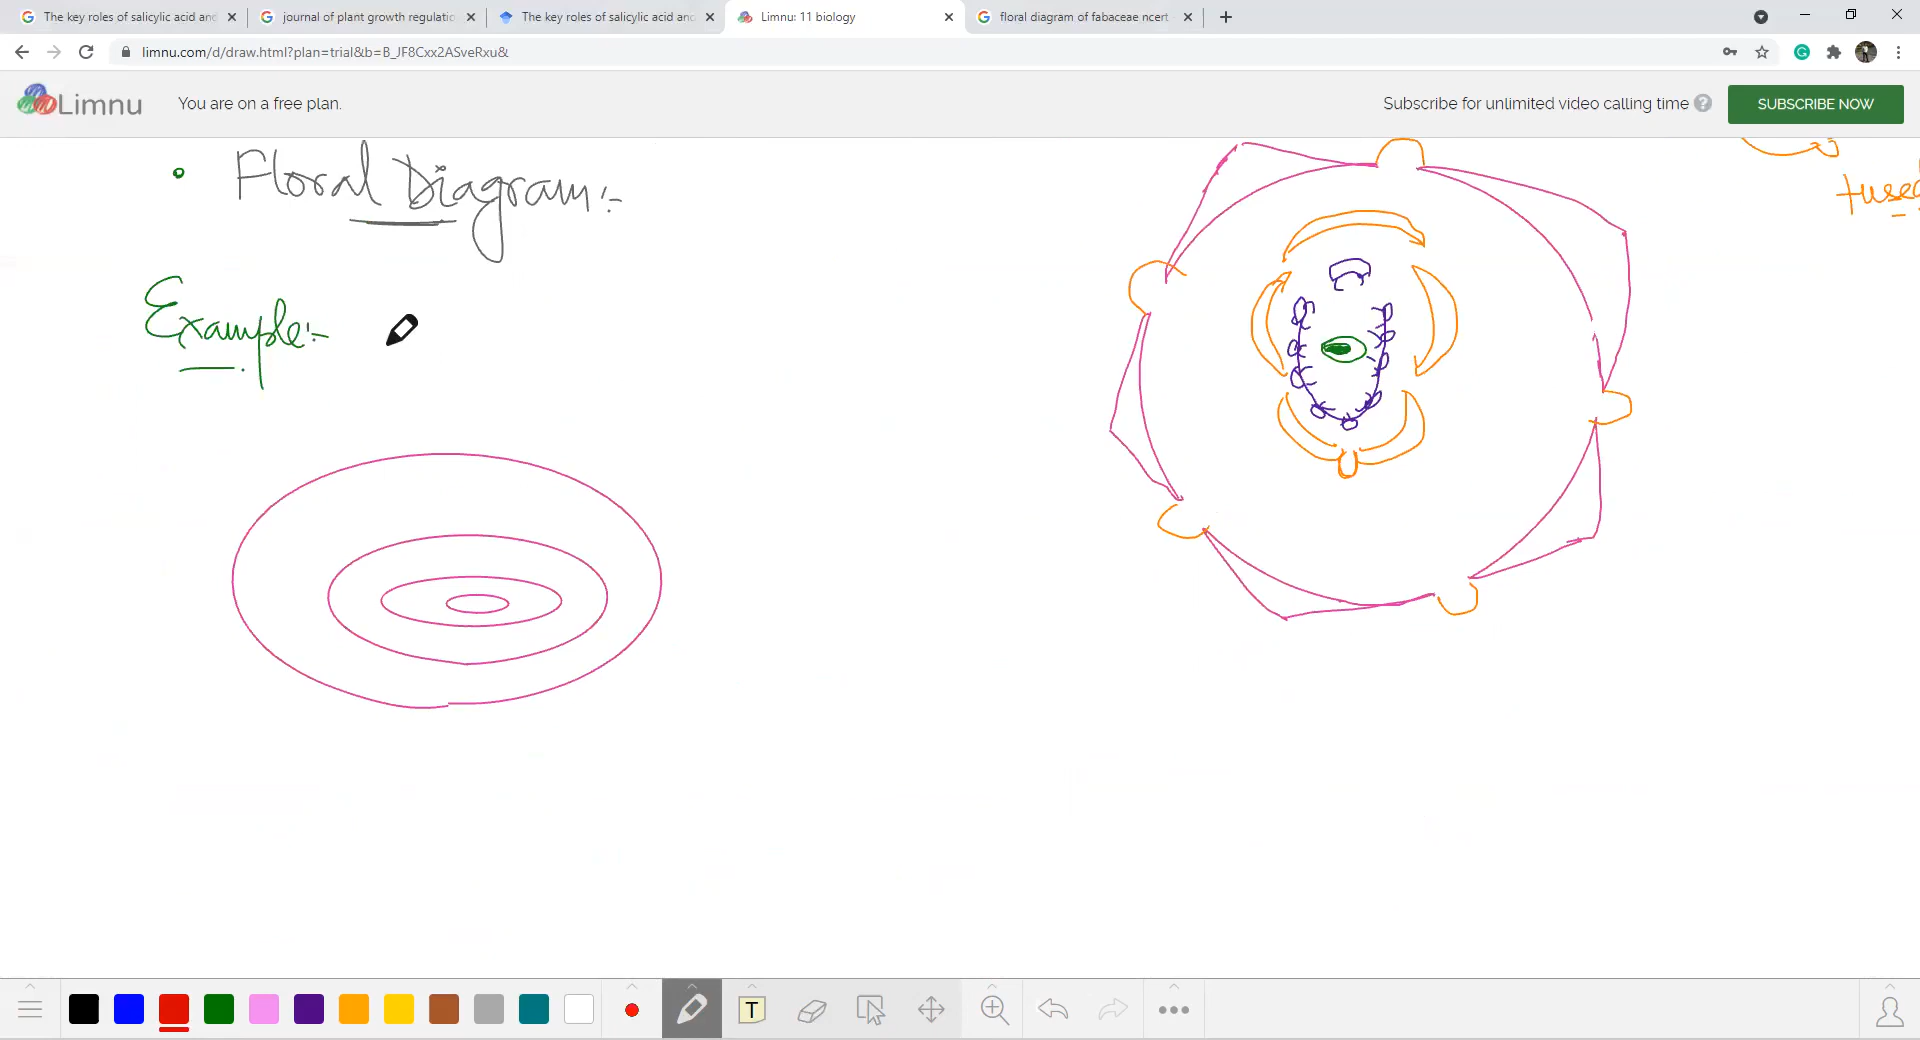 The key roles of salicylic acid and
journal of plant growth regulatio
The key roles of salicylic acid and
Limnu: 11 biology
floral diagram of fabaceae ncert
limnu.com/d/draw.html?plan=trial&b=B_JF8Cxx2ASveRxu&
Limnu
You are on a free plan.
Subscribe for unlimited video calling time ?
SUBSCRIBE NOW
• Floral Diagram:-
fused
Example:-
T